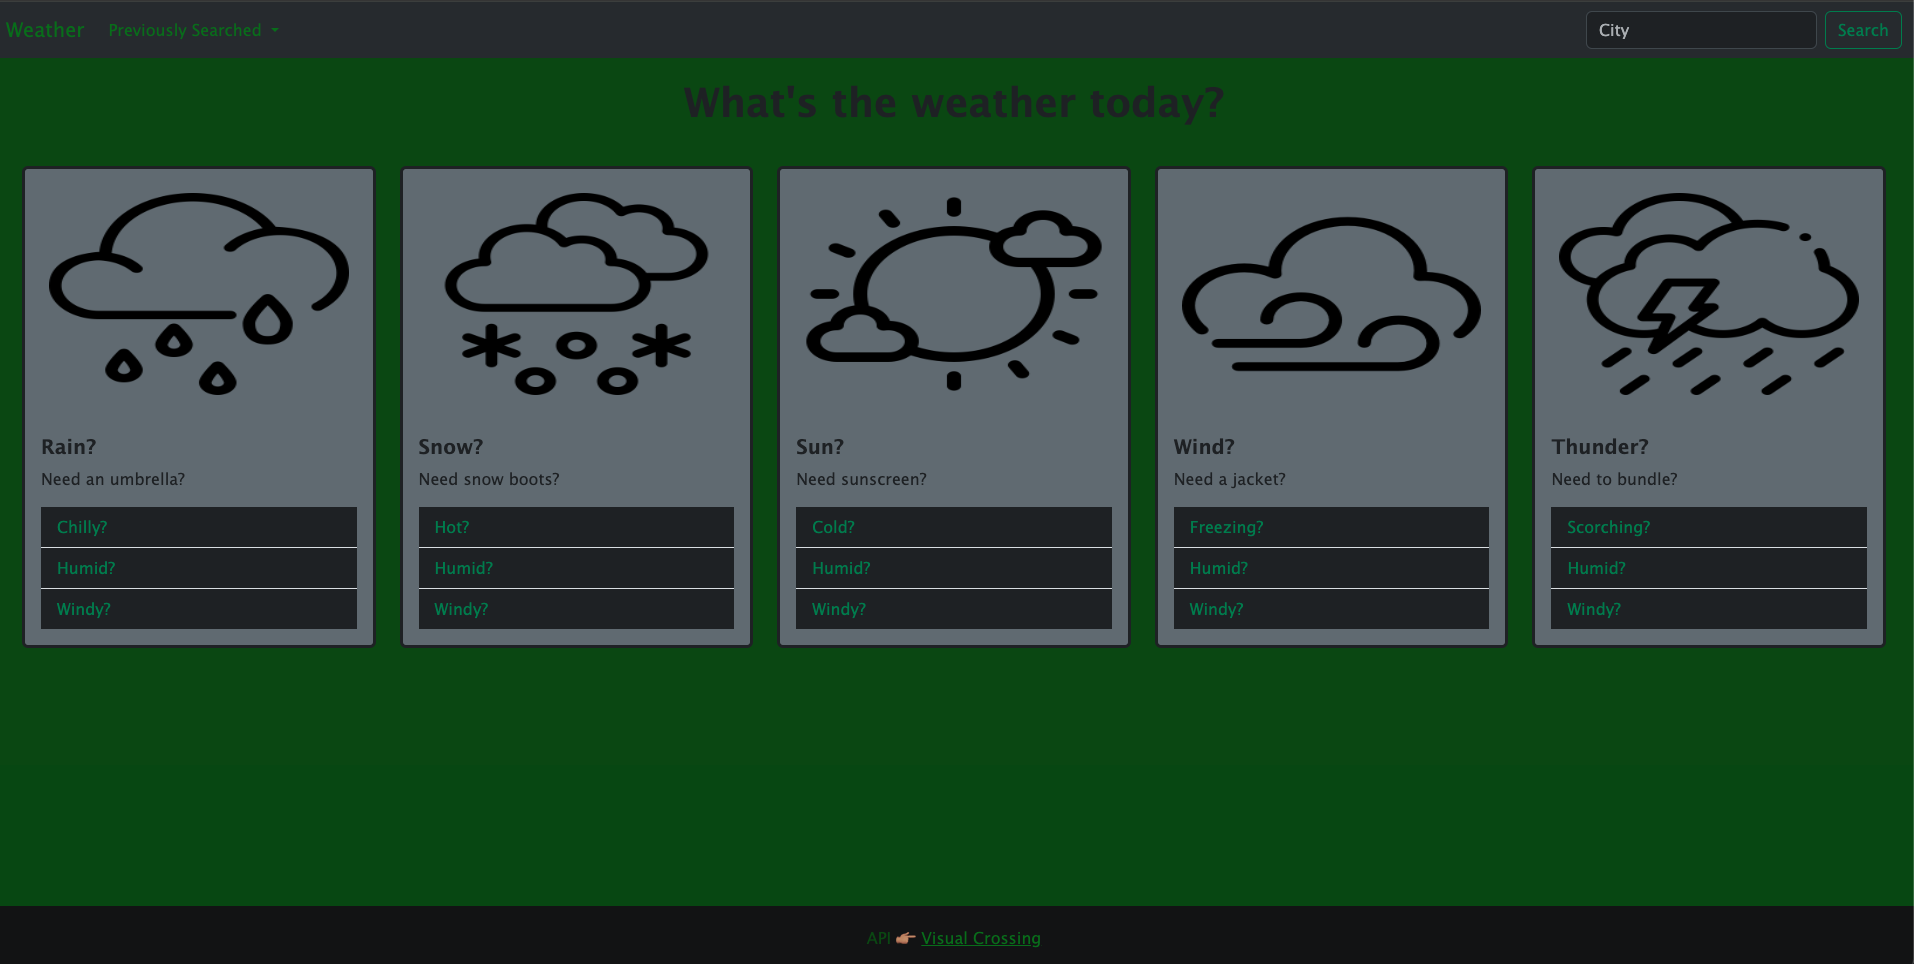 Weather
Previously Searched
City
Search
What's the weather today?
Rain?
Need an umbrella?
Chilly?
Humid?
Windy?
Snow?
Need snow boots?
Hot?
Humid?
Windy?
Sun?
Need sunscreen?
Cold?
Humid?
Windy?
Wind?
Need a jacket?
Freezing?
Humid?
Windy?
Thunder?
Need to bundle?
Scorching?
Humid?
Windy?
API 👉🏽 Visual Crossing